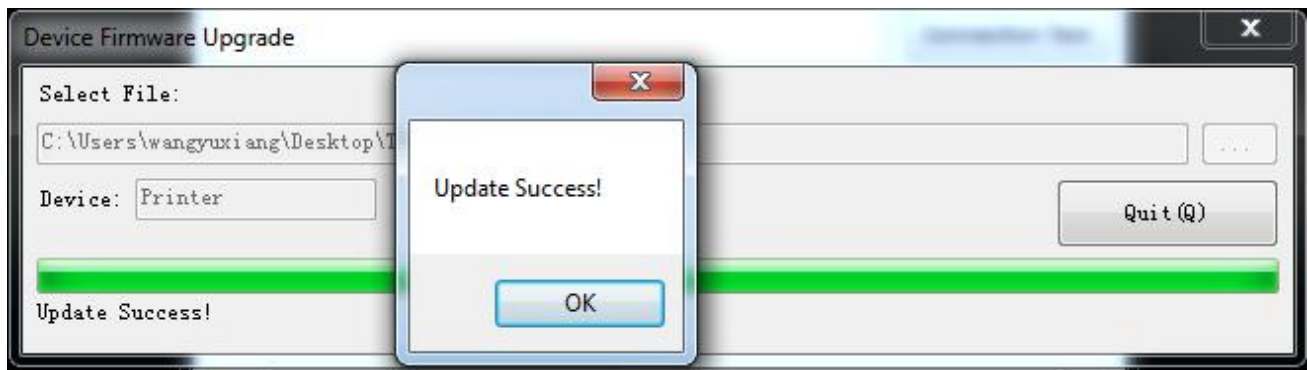 Device Firmware Upgrade
Select File:
C:\Users\wangyuxiang\Desktop\
...
Device: Printer
Update Success!
Quit(Q)
OK
Update Success!